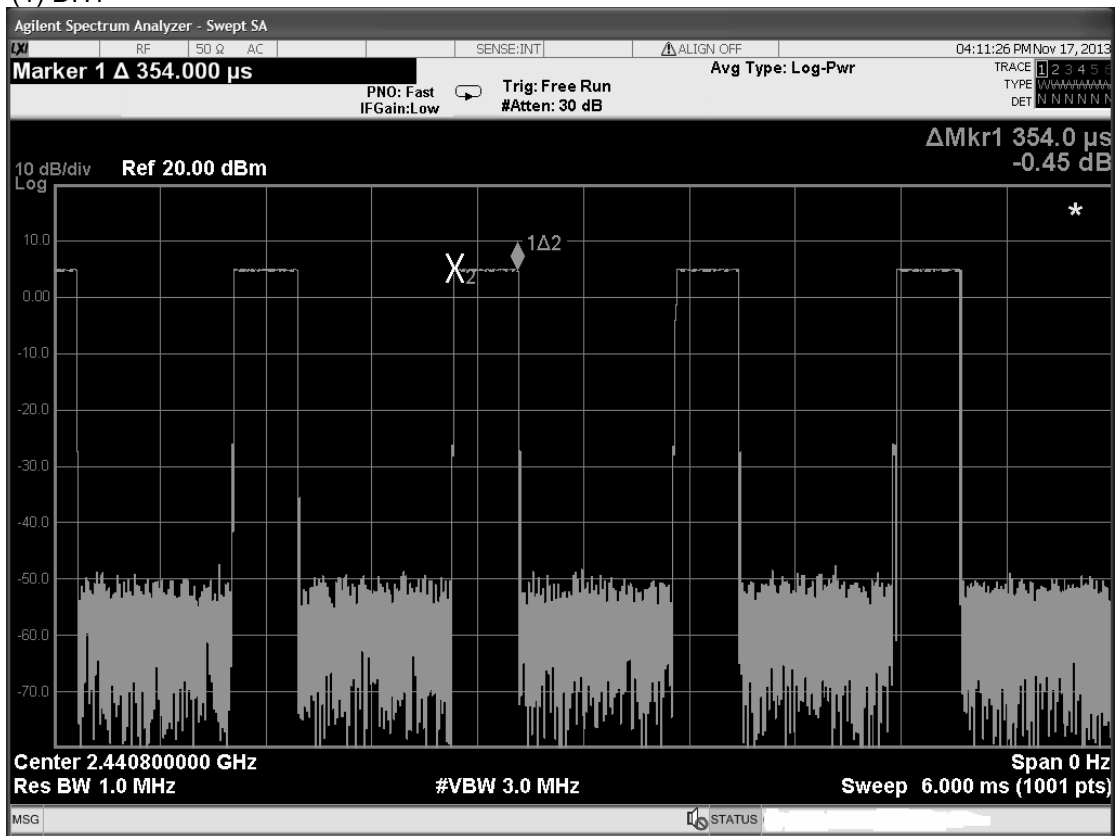 Agilent Spectrum Analyzer - Swept SA
LXI RF 50 Ω AC SENSE:INT ⚠ALIGN OFF 04:11:26 PM Nov 17, 2013
Marker 1 Δ 354.000 µs
PNO: Fast
IFGain:Low
Trig: Free Run
#Atten: 30 dB
Avg Type: Log-Pwr
TRACE 1 2 3 4 5 6
TYPE WWWWWW
DET N N N N N N
ΔMkr1 354.0 µs
-0.45 dB
10 dB/div Ref 20.00 dBm
Log
*
10.0
1Δ2
X2
0.00
-10.0
-20.0
-30.0
-40.0
-50.0
-60.0
-70.0
Center 2.440800000 GHz Span 0 Hz
Res BW 1.0 MHz #VBW 3.0 MHz Sweep 6.000 ms (1001 pts)
MSG STATUS